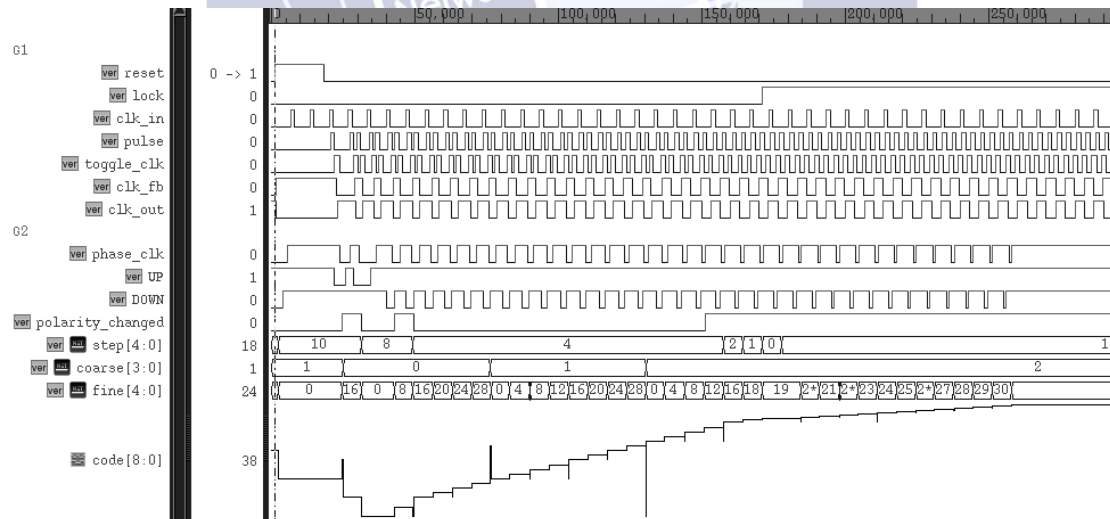 Netw
0 50,000 100,000 150,000 200,000 250,000
G1
ver reset 0 -> 1
ver lock 0
ver clk_in 0
ver pulse 0
ver toggle_clk 0
ver clk_fb 0
ver clk_out 1
G2
ver phase_clk 0
ver UP 1
ver DOWN 0
ver polarity_changed 0
ver step[4:0] 18 10 8 4 2 1 0 1
ver coarse[3:0] 1 1 0 1 2
ver fine[4:0] 24 0 16 0 8 16 20 24 28 0 4 8 12 16 20 24 28 0 4 8 12 16 18 19 2* 21 2* 23 24 25 2* 27 28 29 30
code[8:0] 38